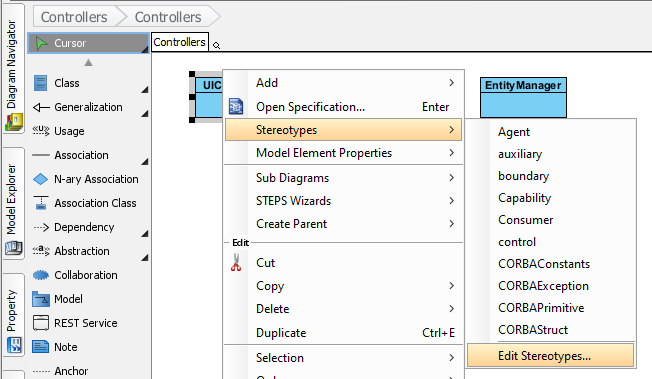 Controllers
Controllers
Diagram Navigator
Model Explorer
Property
Cursor
Class
Generalization
«U» Usage
Association
N-ary Association
Association Class
Dependency
«a» Abstraction
Collaboration
Model
REST Service
Note
Anchor
Controllers
UIC
EntityManager
Add
Open Specification... Enter
Stereotypes
Model Element Properties
Sub Diagrams
STEPS Wizards
Create Parent
Edit
Cut
Copy
Delete
Duplicate Ctrl+E
Selection
Agent
auxiliary
boundary
Capability
Consumer
control
CORBAConstants
CORBAException
CORBAPrimitive
CORBAStruct
Edit Stereotypes...